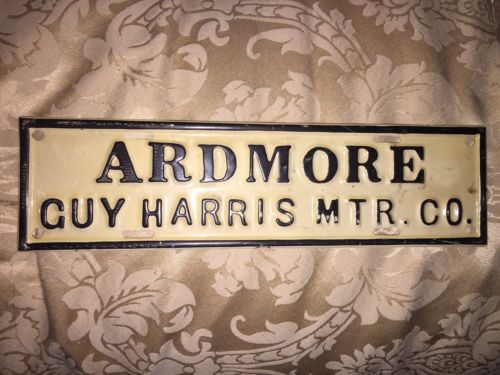 ARDMORE
GUY HARRIS MTR. CO.